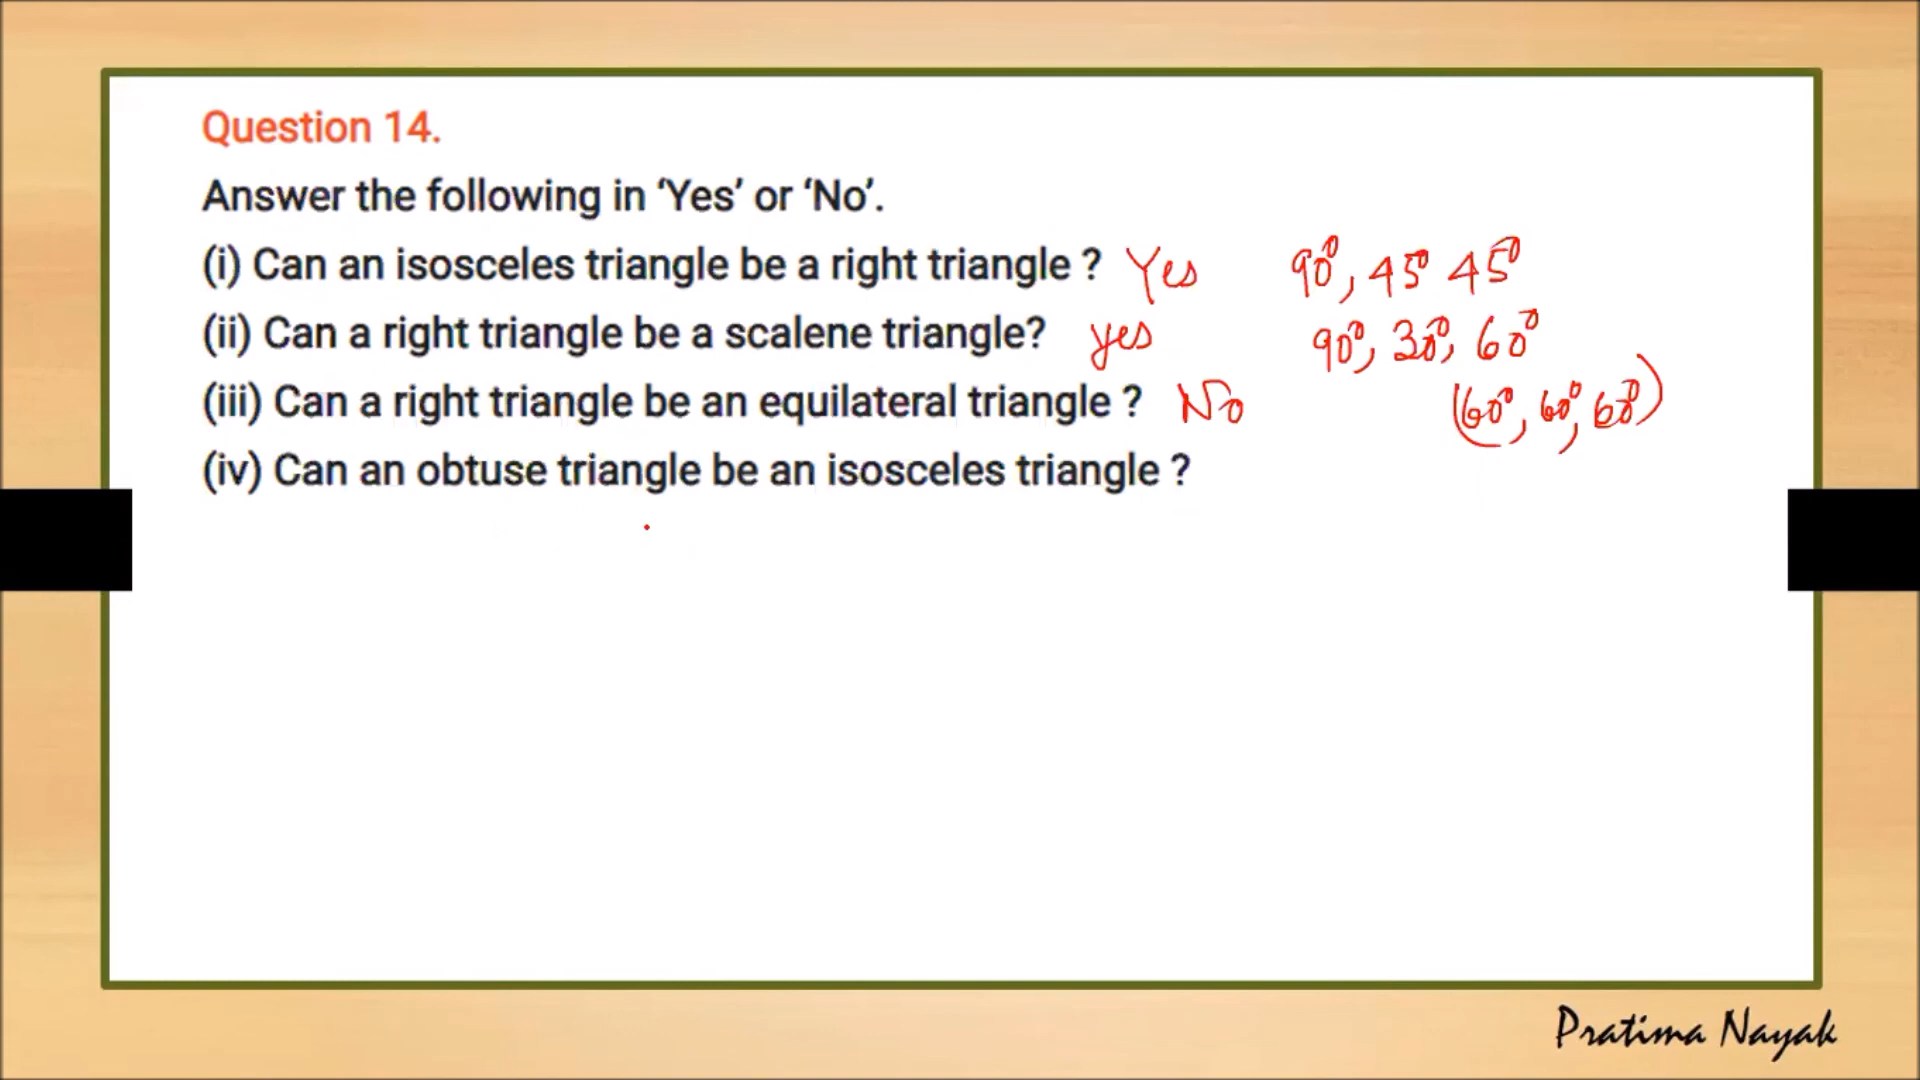 Question 14.
Answer the following in ‘Yes’ or ‘No’.
(i) Can an isosceles triangle be a right triangle ? Yes 90°, 45° 45°
(ii) Can a right triangle be a scalene triangle? yes 90°, 30°, 60°
(iii) Can a right triangle be an equilateral triangle ? No (60°, 60°, 60°)
(iv) Can an obtuse triangle be an isosceles triangle ?
Pratima Nayak